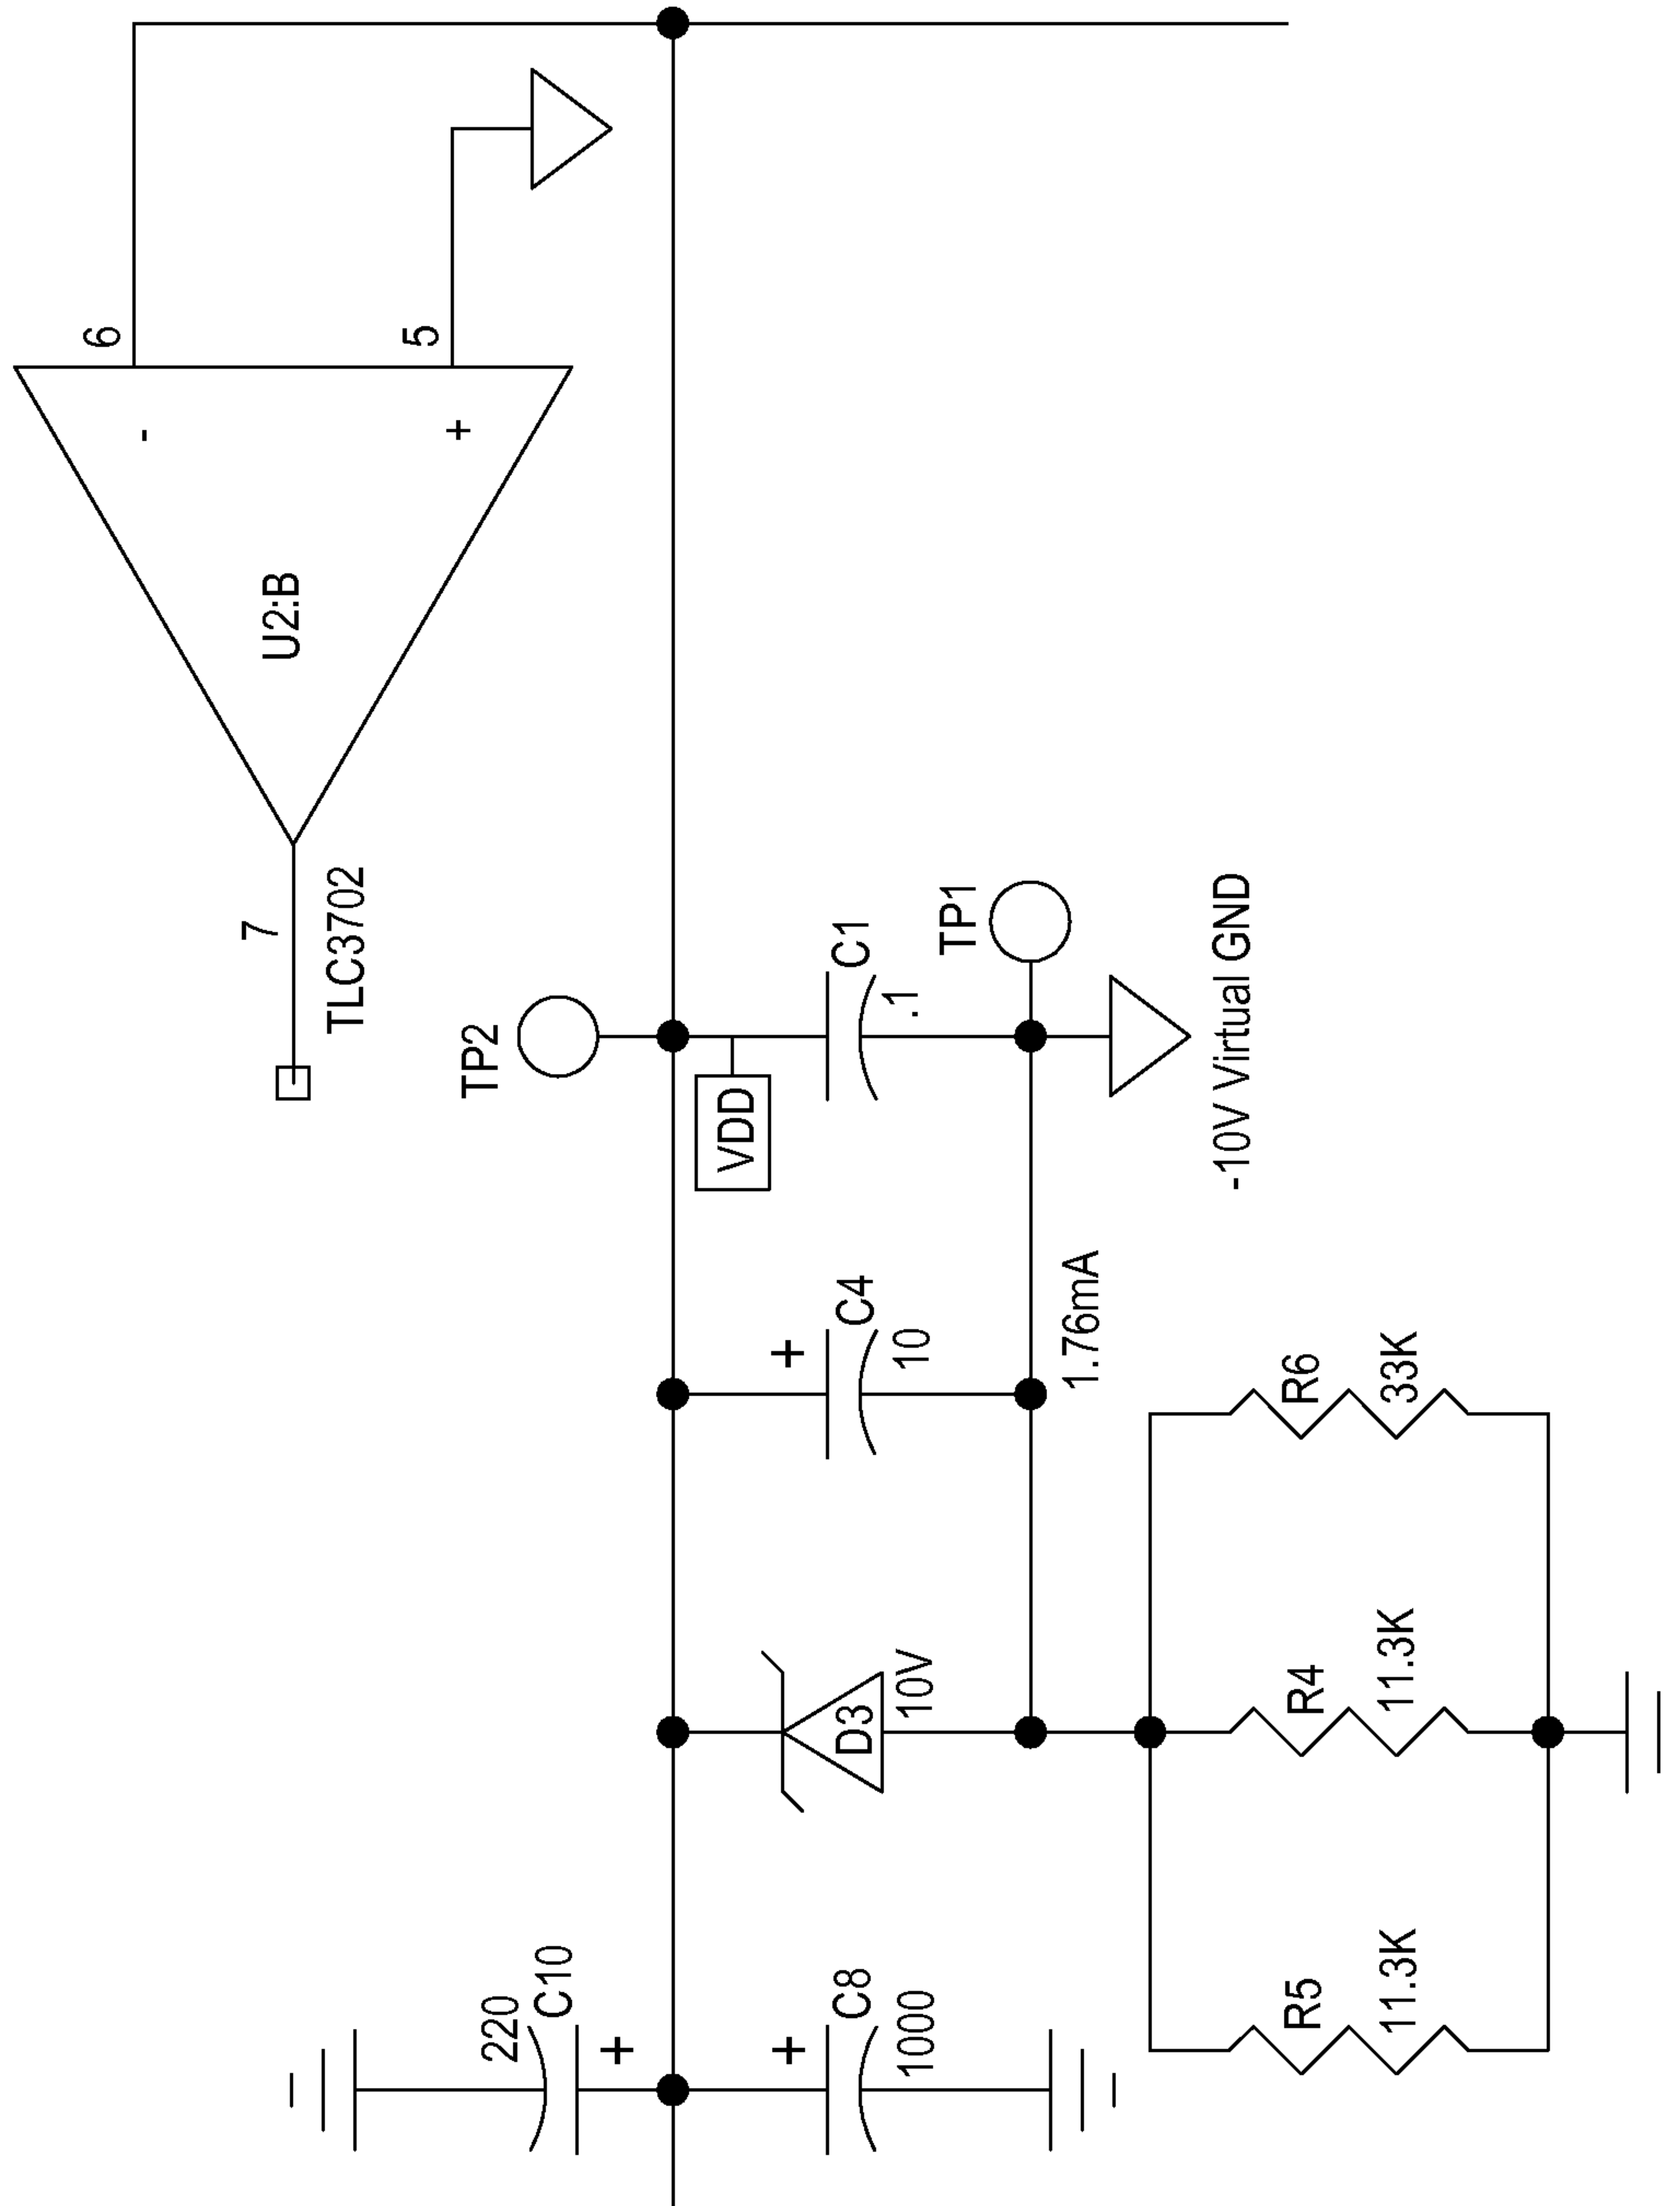 6
5
-
+
U2:B
7
TLC3702
TP2
VDD
C1
.1
TP1
-10V Virtual GND
+
C4
10
1.76mA
R6
33K
D3
10V
R4
11.3K
220
C10
+
+
C8
1000
R5
11.3K